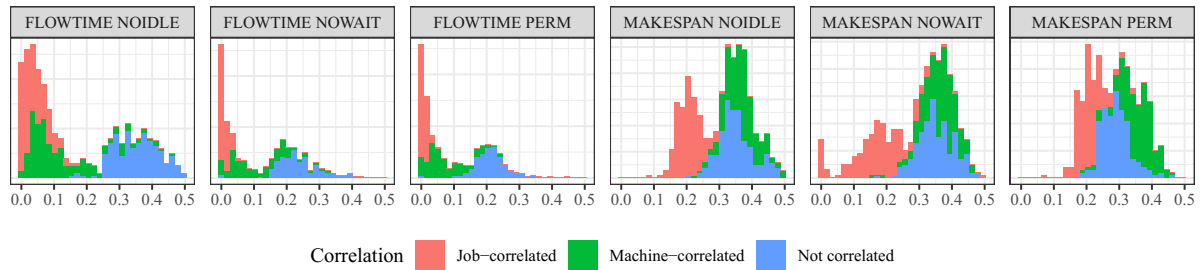 FLOWTIME NOIDLE FLOWTIME NOWAIT FLOWTIME PERM MAKESPAN NOIDLE MAKESPAN NOWAIT MAKESPAN PERM
0.0 0.1 0.2 0.3 0.4 0.5 0.0 0.1 0.2 0.3 0.4 0.5 0.0 0.1 0.2 0.3 0.4 0.5 0.0 0.1 0.2 0.3 0.4 0.5 0.0 0.1 0.2 0.3 0.4 0.5 0.0 0.1 0.2 0.3 0.4 0.5
Correlation Job−correlated Machine−correlated Not correlated